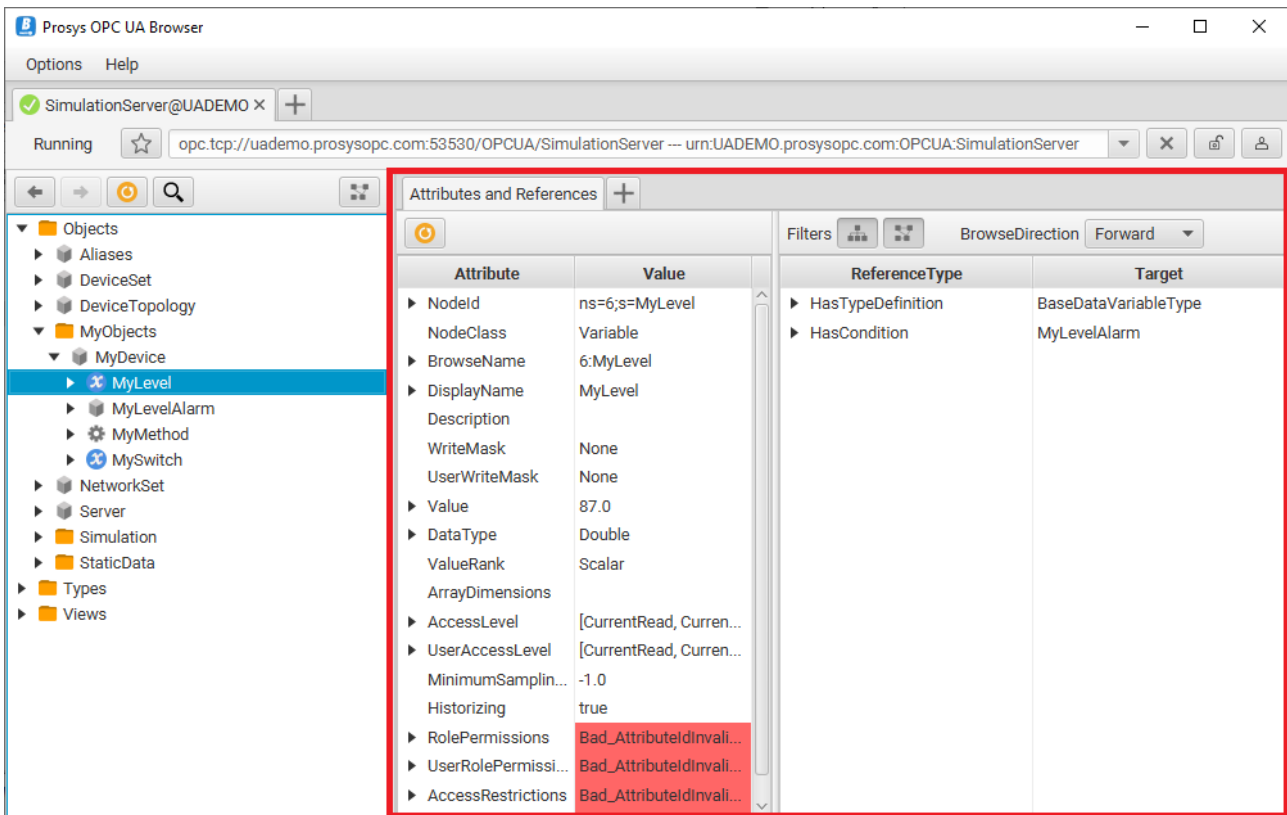 Prosys OPC UA Browser
Options Help
SimulationServer@UADEMO
Running opc.tcp://uademo.prosysopc.com:53530/OPCUA/SimulationServer --- urn:UADEMO.prosysopc.com:OPCUA:SimulationServer
Attributes and References
Objects
Aliases
DeviceSet
DeviceTopology
MyObjects
MyDevice
MyLevel
MyLevelAlarm
MyMethod
MySwitch
NetworkSet
Server
Simulation
StaticData
Types
Views
Attribute Value
NodeId ns=6;s=MyLevel
NodeClass Variable
BrowseName 6:MyLevel
DisplayName MyLevel
Description
WriteMask None
UserWriteMask None
Value 87.0
DataType Double
ValueRank Scalar
ArrayDimensions
AccessLevel [CurrentRead, Curren...
UserAccessLevel [CurrentRead, Curren...
MinimumSamplin... -1.0
Historizing true
RolePermissions Bad_AttributeIdInvali...
UserRolePermissi... Bad_AttributeIdInvali...
AccessRestrictions Bad_AttributeIdInvali...
Filters BrowseDirection Forward
ReferenceType Target
HasTypeDefinition BaseDataVariableType
HasCondition MyLevelAlarm